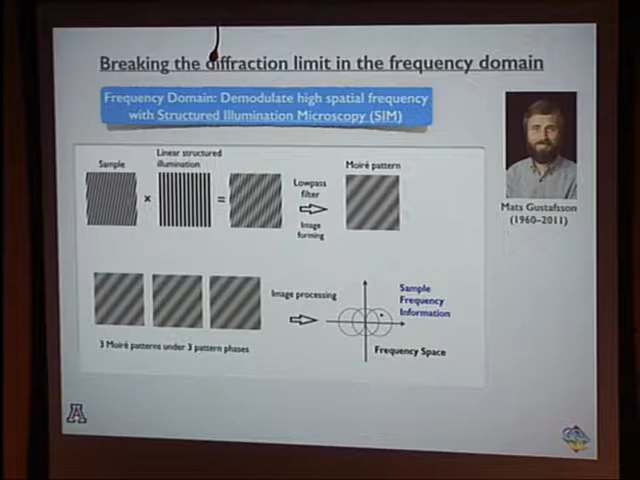 Breaking the diffraction limit in the frequency domain
Frequency Domain: Demodulate high spatial frequency
with Structured Illumination Microscopy (SIM)
Sample
Linear structured
illumination
Moiré pattern
×
=
Lowpass
filter
Image
forming
Mats Gustafsson
(1960-2011)
Image processing
Sample
Frequency
Information
3 Moiré patterns under 3 pattern phases
Frequency Space
A